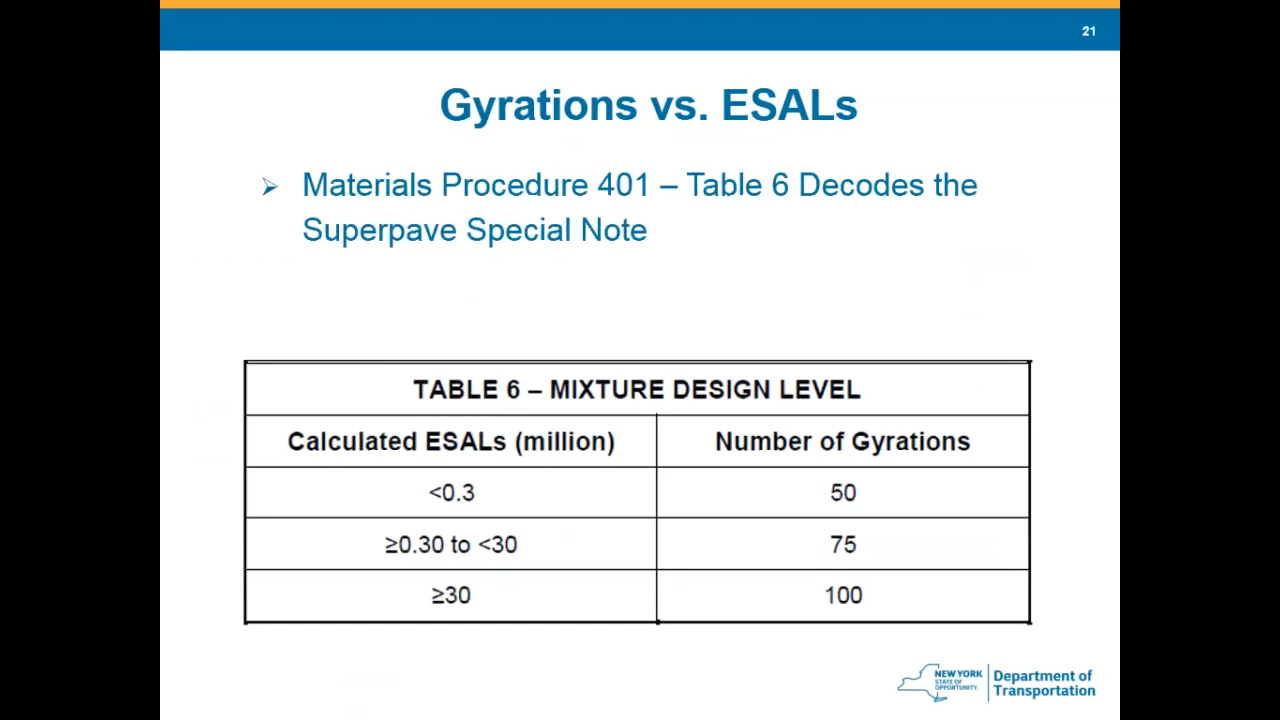 21
Gyrations vs. ESALs
Materials Procedure 401 – Table 6 Decodes the
Superpave Special Note
TABLE 6 – MIXTURE DESIGN LEVEL
Calculated ESALs (million) Number of Gyrations
<0.3 50
≥0.30 to <30 75
≥30 100
NEW YORK
STATE OF
OPPORTUNITY.
Department of
Transportation